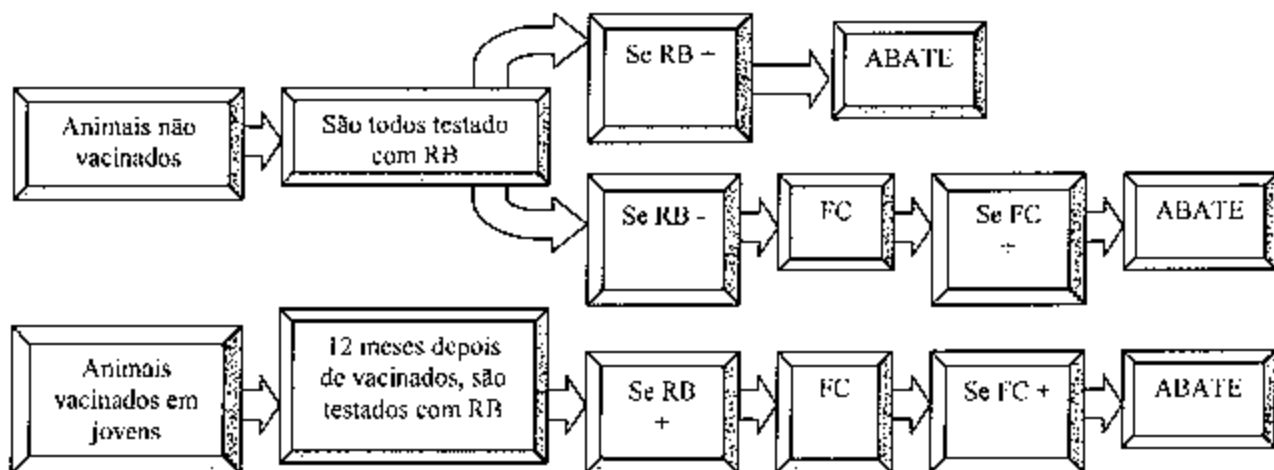 Animais não
vacinados
São todos testado
com RB
Se RB +
ABATE
Se RB -
FC
Se FC
+
ABATE
Animais
vacinados em
jovens
12 meses depois
de vacinados, são
testados com RB
Se RB
+
FC
Se FC +
ABATE